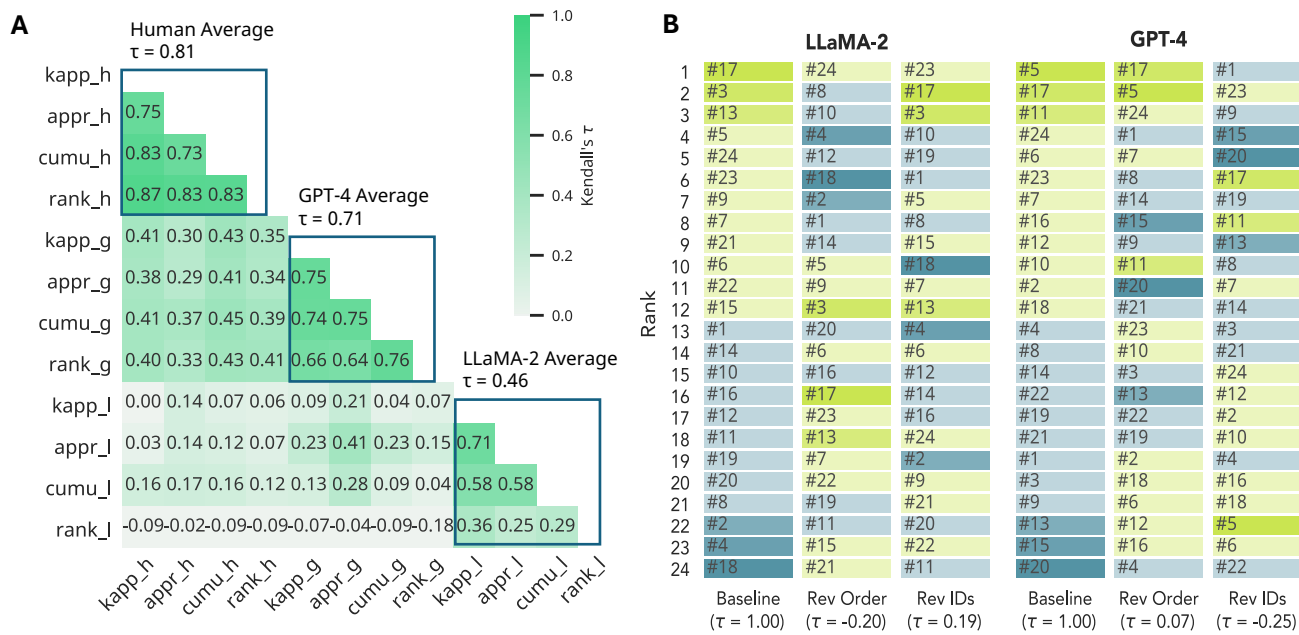 A
Human Average
τ = 0.81
kapp_h
appr_h 0.75
cumu_h 0.83 0.73
rank_h 0.87 0.83 0.83
GPT-4 Average
τ = 0.71
kapp_g 0.41 0.30 0.43 0.35
appr_g 0.38 0.29 0.41 0.34 0.75
cumu_g 0.41 0.37 0.45 0.39 0.74 0.75
rank_g 0.40 0.33 0.43 0.41 0.66 0.64 0.76
LLaMA-2 Average
τ = 0.46
kapp_l 0.00 0.14 0.07 0.06 0.09 0.21 0.04 0.07
appr_l 0.03 0.14 0.12 0.07 0.23 0.41 0.23 0.15 0.71
cumu_l 0.16 0.17 0.16 0.12 0.13 0.28 0.09 0.04 0.58 0.58
rank_l -0.09 -0.02 -0.09 -0.09 -0.07 -0.04 -0.09 -0.18 0.36 0.25 0.29
kapp_h appr_h cumu_h rank_h kapp_g appr_g cumu_g rank_g kapp_l appr_l cumu_l rank_l
1.0
0.8
0.6
0.4
0.2
0.0
Kendall's τ
B
LLaMA-2 GPT-4
Rank
1 #17 #24 #23 #5 #17 #1
2 #3 #8 #17 #17 #5 #23
3 #13 #10 #3 #11 #24 #9
4 #5 #4 #10 #24 #1 #15
5 #24 #12 #19 #6 #7 #20
6 #23 #18 #1 #23 #8 #17
7 #9 #2 #5 #7 #14 #19
8 #7 #1 #8 #16 #15 #11
9 #21 #14 #15 #12 #9 #13
10 #6 #5 #18 #10 #11 #8
11 #22 #9 #7 #2 #20 #7
12 #15 #3 #13 #18 #21 #14
13 #1 #20 #4 #4 #23 #3
14 #14 #6 #6 #8 #10 #21
15 #10 #16 #12 #14 #3 #24
16 #16 #17 #14 #22 #13 #12
17 #12 #23 #16 #19 #22 #2
18 #11 #13 #24 #21 #19 #10
19 #19 #7 #2 #1 #2 #4
20 #20 #22 #9 #3 #18 #16
21 #8 #19 #21 #9 #6 #18
22 #2 #11 #20 #13 #12 #5
23 #4 #15 #22 #15 #16 #6
24 #18 #21 #11 #20 #4 #22
Baseline Rev Order Rev IDs Baseline Rev Order Rev IDs
(τ = 1.00) (τ = -0.20) (τ = 0.19) (τ = 1.00) (τ = 0.07) (τ = -0.25)